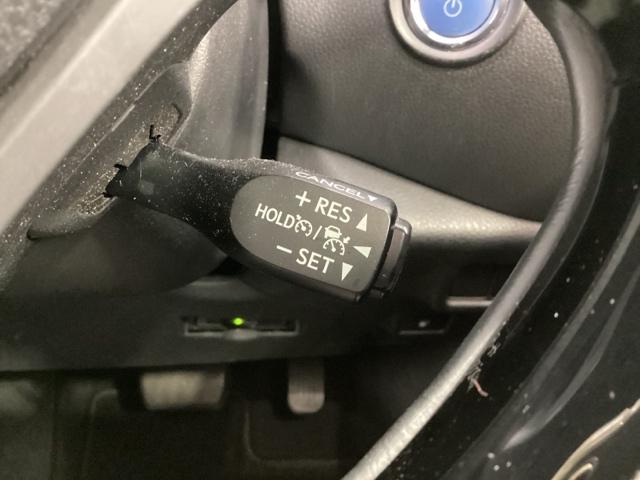 CANCEL
+ RES
HOLD /
− SET